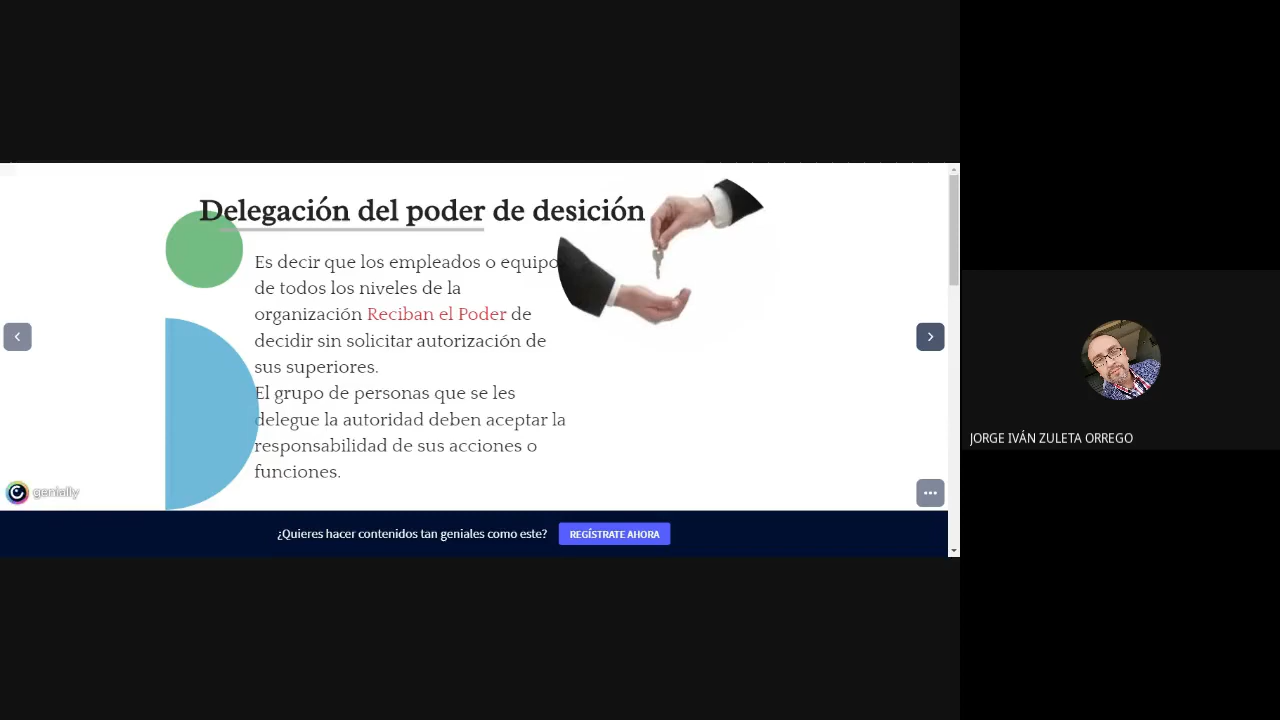 Delegación del poder de desición
Es decir que los empleados o equipo
de todos los niveles de la
organización Reciban el Poder de
decidir sin solicitar autorización de
sus superiores.
El grupo de personas que se les
delegue la autoridad deben aceptar la
responsabilidad de sus acciones o
funciones.
genially
¿Quieres hacer contenidos tan geniales como este? REGÍSTRATE AHORA
JORGE IVÁN ZULETA ORREGO